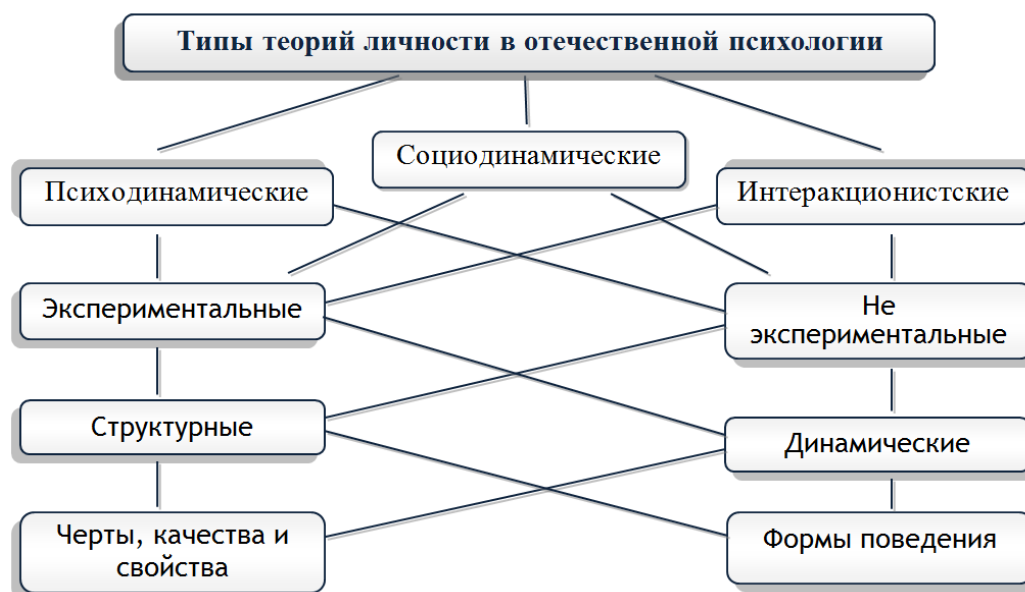 Типы теорий личности в отечественной психологии
Социодинамические
Психодинамические
Интеракционистские
Экспериментальные
Не
экспериментальные
Структурные
Динамические
Черты, качества и
свойства
Формы поведения